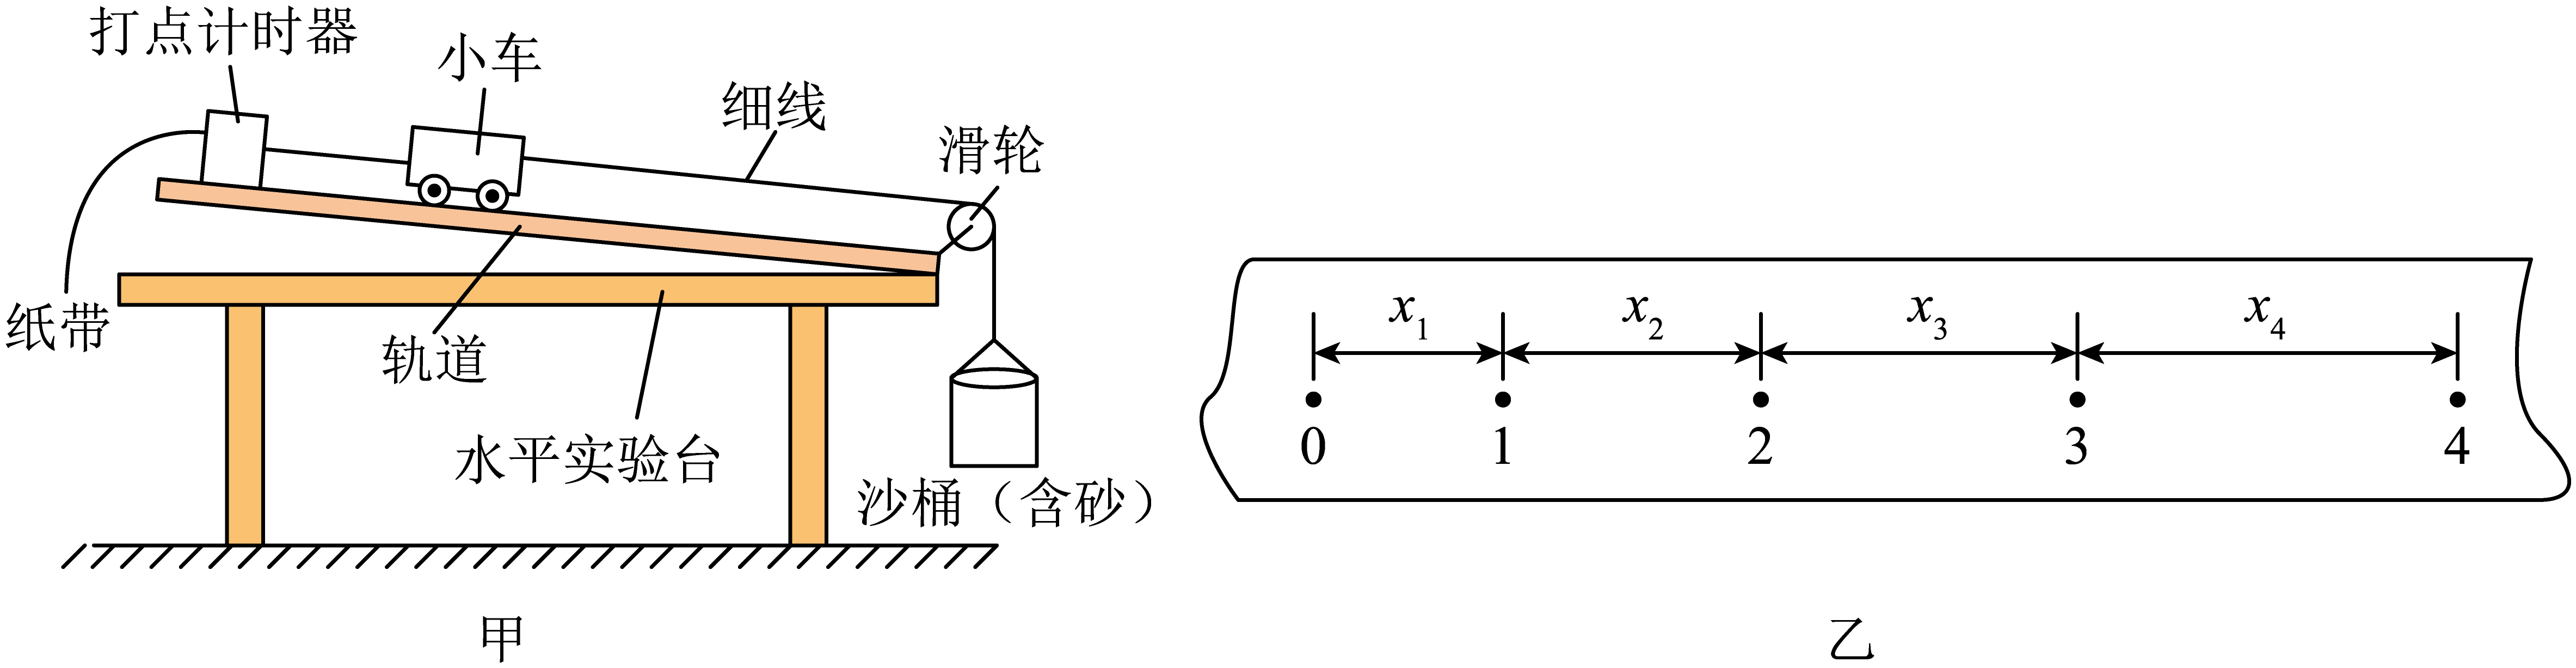 打点计时器
小车
细线
滑轮
纸带
轨道
水平实验台
沙桶（含砂）
甲
x₁ x₂ x₃ x₄
0 1 2 3 4
乙